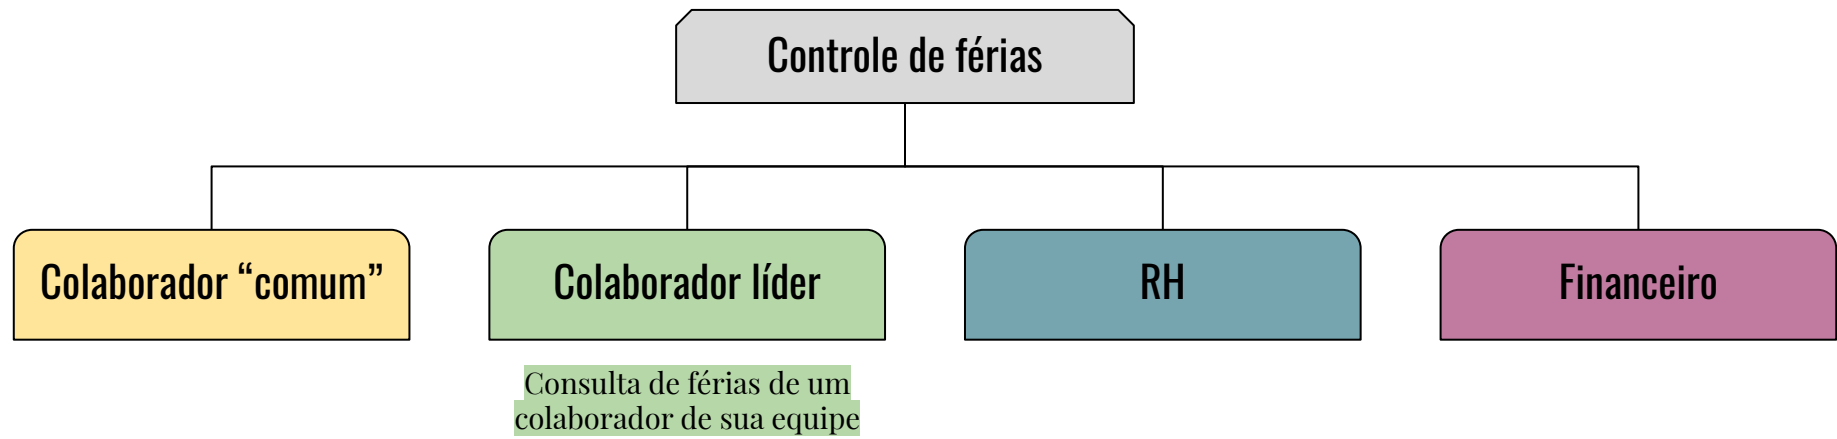 Controle de férias
Colaborador “comum”
Colaborador líder
RH
Financeiro
Consulta de férias de um
colaborador de sua equipe